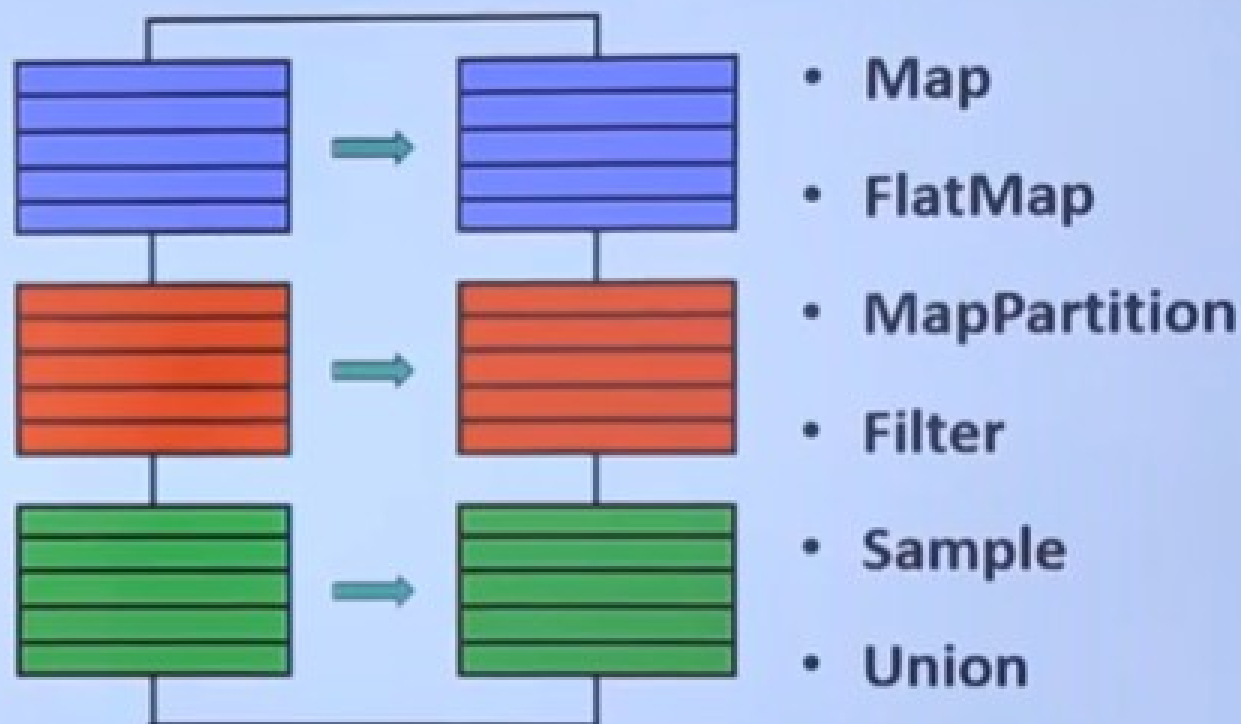 • Map
• FlatMap
• MapPartition
• Filter
• Sample
• Union